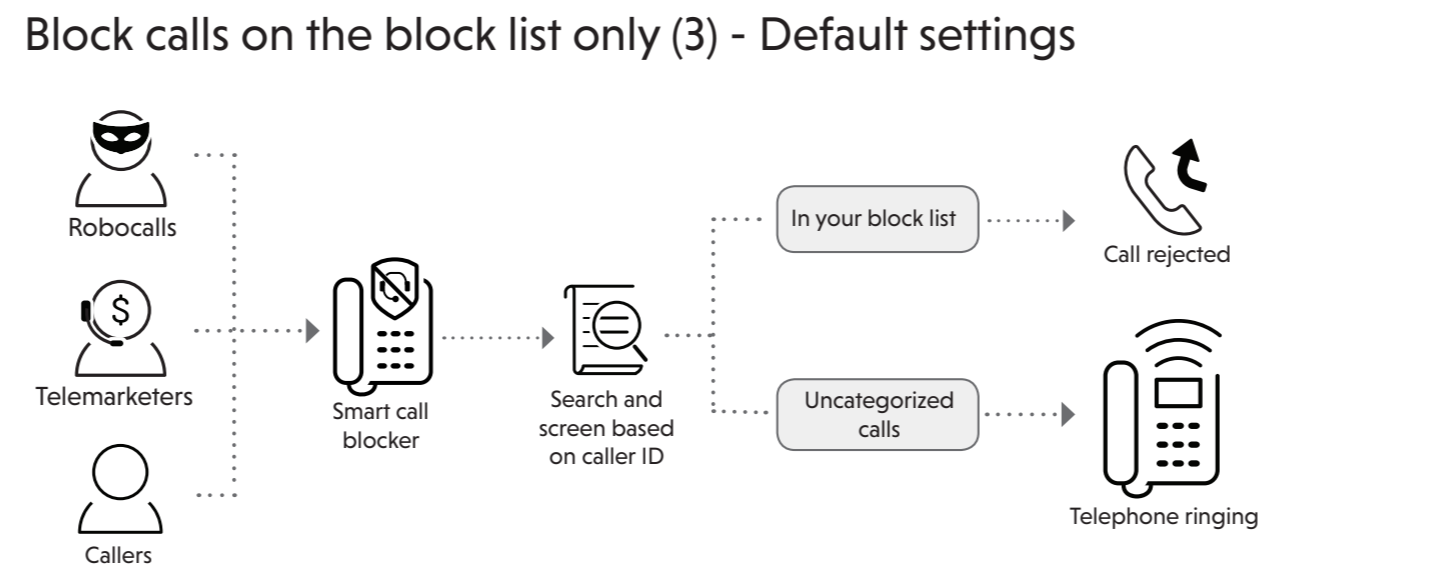 Block calls on the block list only (3) - Default settings
Robocalls
Telemarketers
$
Callers
Smart call
blocker
Search and
screen based
on caller ID
In your block list
Uncategorized
calls
Call rejected
Telephone ringing